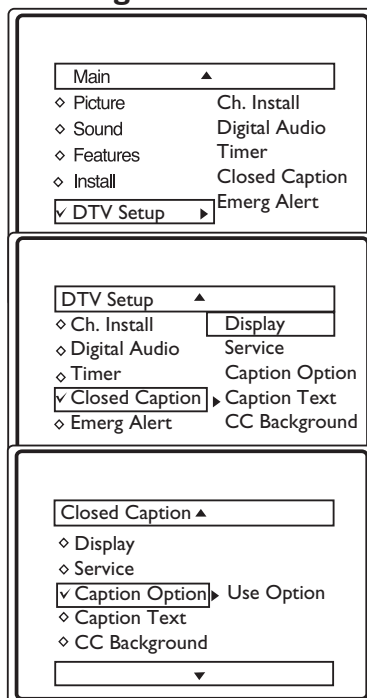 Main
Picture Ch. Install
Sound Digital Audio
Features Timer
Install Closed Caption
DTV Setup Emerg Alert
DTV Setup
Ch. Install Display
Digital Audio Service
Timer Caption Option
Closed Caption Caption Text
Emerg Alert CC Background
Closed Caption
Display
Service
Caption Option Use Option
Caption Text
CC Background